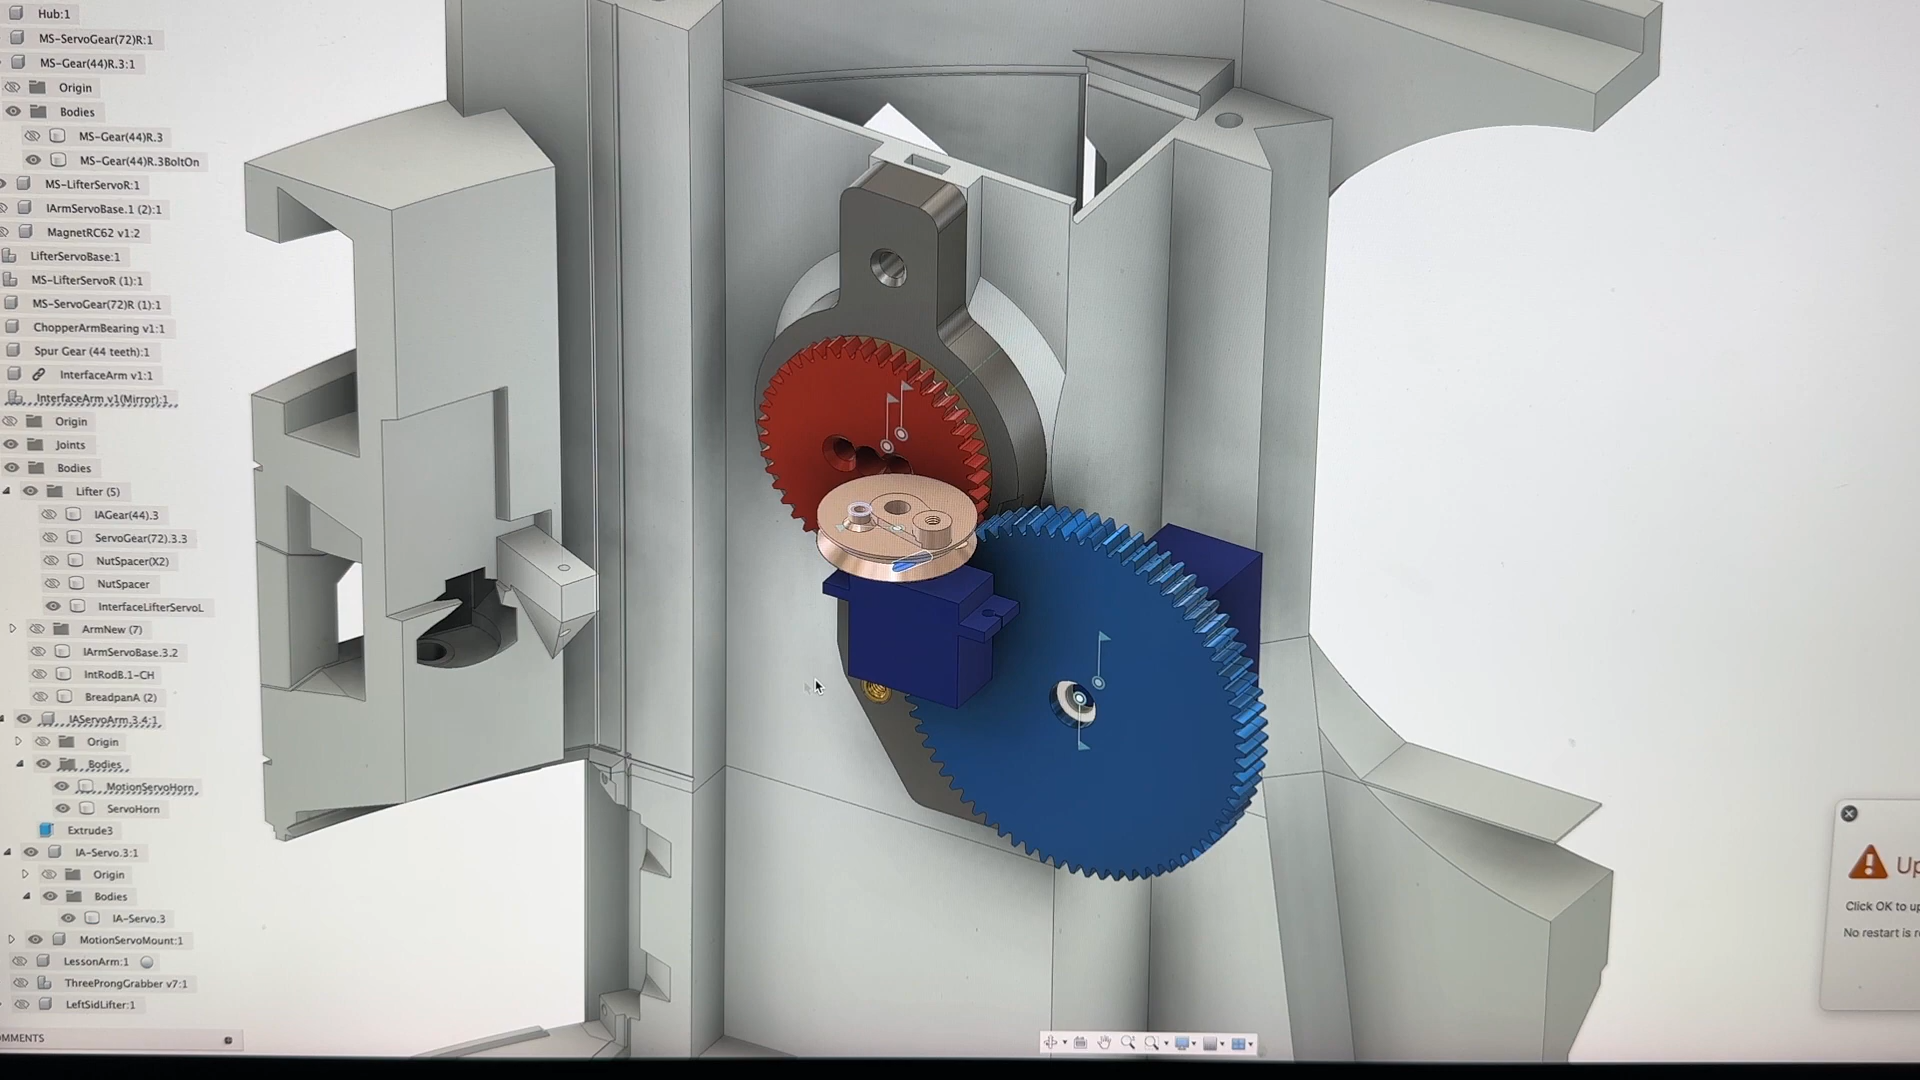 Hub:1
MS-ServoGear(72)R:1
MS-Gear(44)R.3:1
Origin
Bodies
MS-Gear(44)R.3
MS-Gear(44)R.3BoltOn
MS-LifterServoR:1
IArmServoBase.1 (2):1
MagnetRC62 v1:2
LifterServoBase:1
MS-LifterServoR (1):1
MS-ServoGear(72)R (1):1
ChopperArmBearing v1:1
Spur Gear (44 teeth):1
InterfaceArm v1:1
InterfaceArm v1(Mirror):1
Origin
Joints
Bodies
Lifter (5)
IAGear(44).3
ServoGear(72).3.3
NutSpacer(X2)
NutSpacer
InterfaceLifterServoL
ArmNew (7)
IArmServoBase.3.2
IntRodB.1-CH
BreadpanA (2)
IAServoArm.3.4:1
Origin
Bodies
MotionServoHorn
ServoHorn
Extrude3
IA-Servo.3:1
Origin
Bodies
IA-Servo.3
MotionServoMount:1
LessonArm:1
ThreeProngGrabber v7:1
LeftSidLifter:1
OMMENTS
Up
Click OK to up
No restart is re